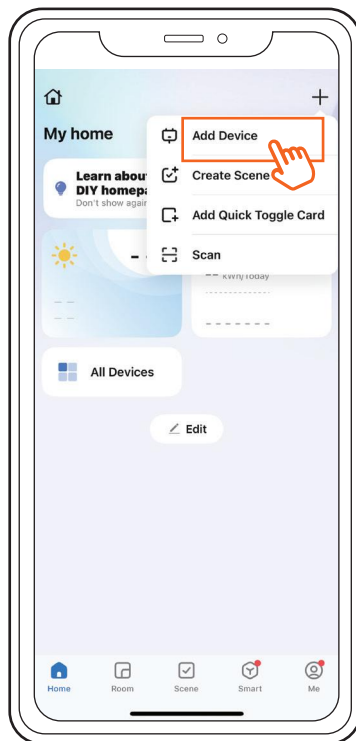 My home
Add Device
Learn abou
DIY homepa
Don't show again
Create Scene
Add Quick Toggle Card
Scan
kWh/Today
All Devices
Edit
Home
Room
Scene
Smart
Me